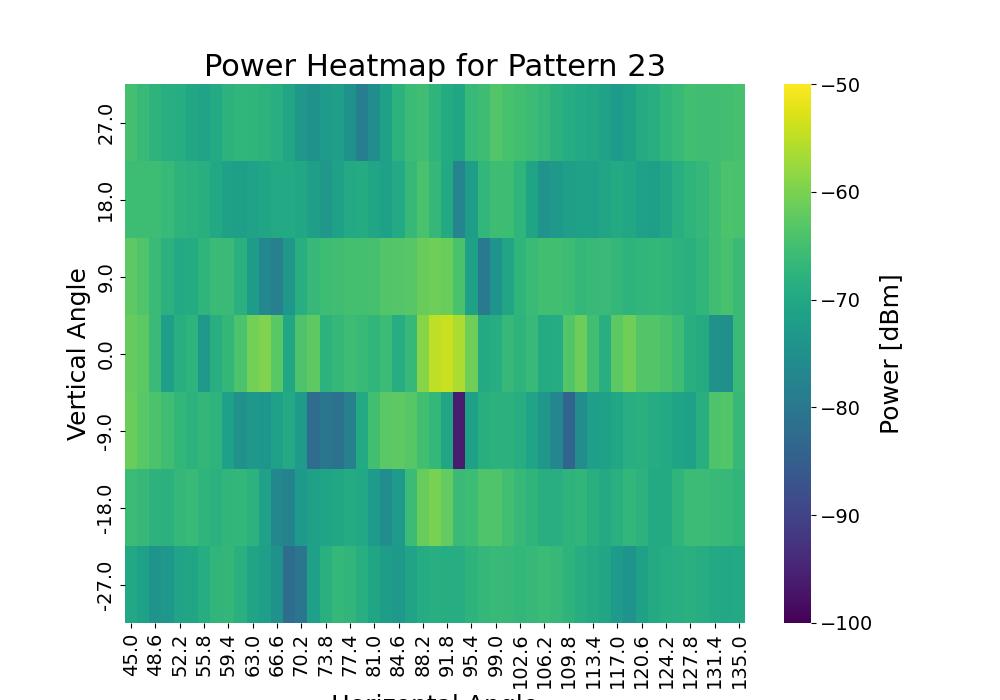 Power Heatmap for Pattern 23
Vertical Angle
27.0
18.0
9.0
0.0
-9.0
-18.0
-27.0
45.0 48.6 52.2 55.8 59.4 63.0 66.6 70.2 73.8 77.4 81.0 84.6 88.2 91.8 95.4 99.0 102.6 106.2 109.8 113.4 117.0 120.6 124.2 127.8 131.4 135.0
Horizontal Angle
−50
−60
−70
−80
−90
−100
Power [dBm]